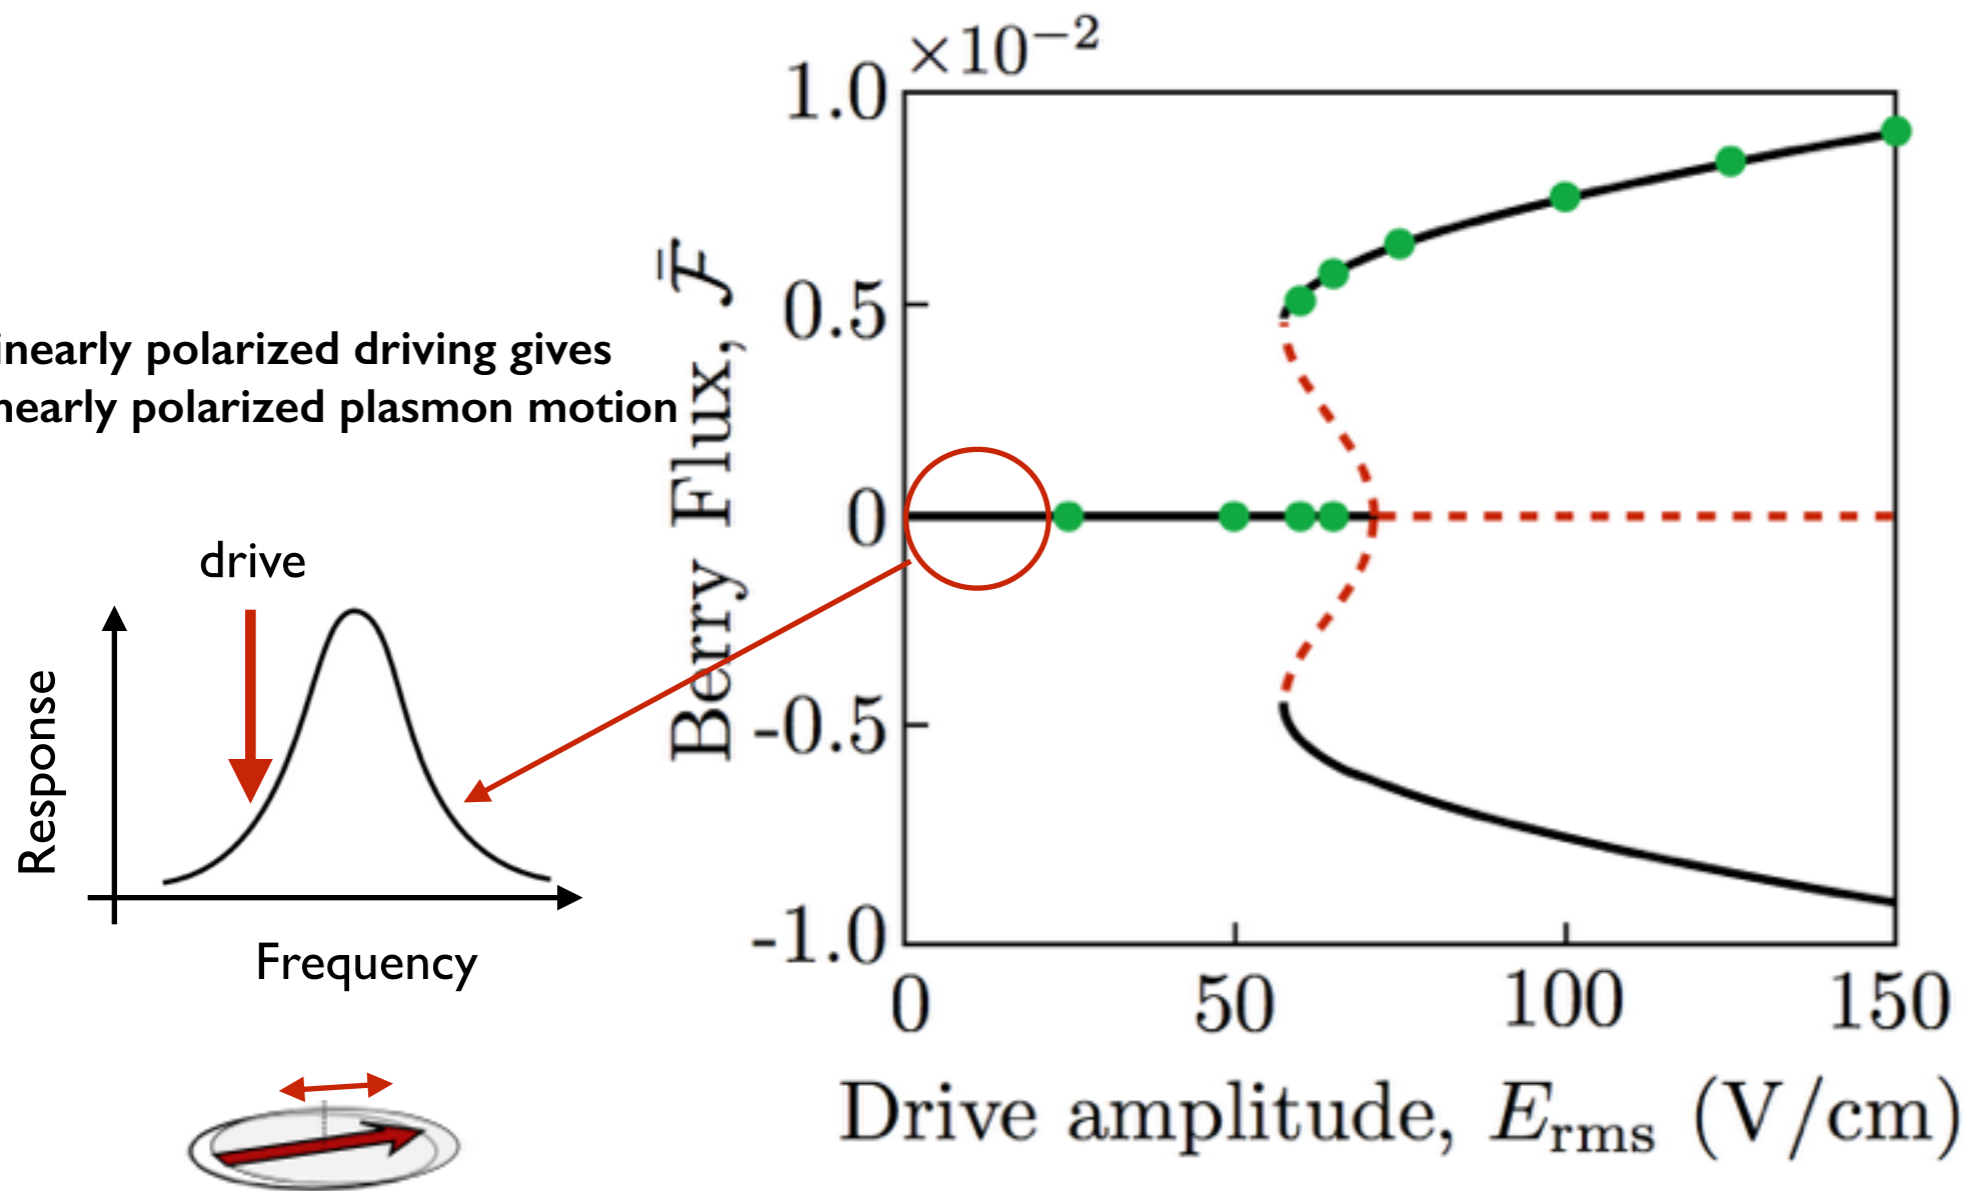 inearly polarized driving gives
nearly polarized plasmon motion
drive
Response
Frequency
×10⁻²
1.0
0.5
0
-0.5
-1.0
Berry Flux, ℱ̄
0
50
100
150
Drive amplitude, E_rms (V/cm)